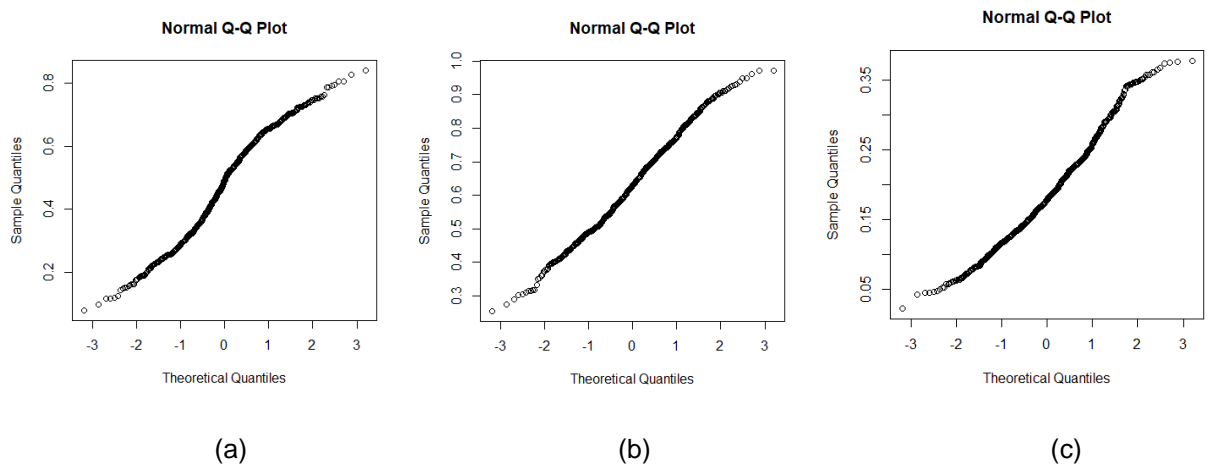 Normal Q-Q Plot
Sample Quantiles
0.2 0.4 0.6 0.8
-3 -2 -1 0 1 2 3
Theoretical Quantiles
(a)
Normal Q-Q Plot
Sample Quantiles
0.3 0.4 0.5 0.6 0.7 0.8 0.9 1.0
-3 -2 -1 0 1 2 3
Theoretical Quantiles
(b)
Normal Q-Q Plot
Sample Quantiles
0.05 0.15 0.25 0.35
-3 -2 -1 0 1 2 3
Theoretical Quantiles
(c)